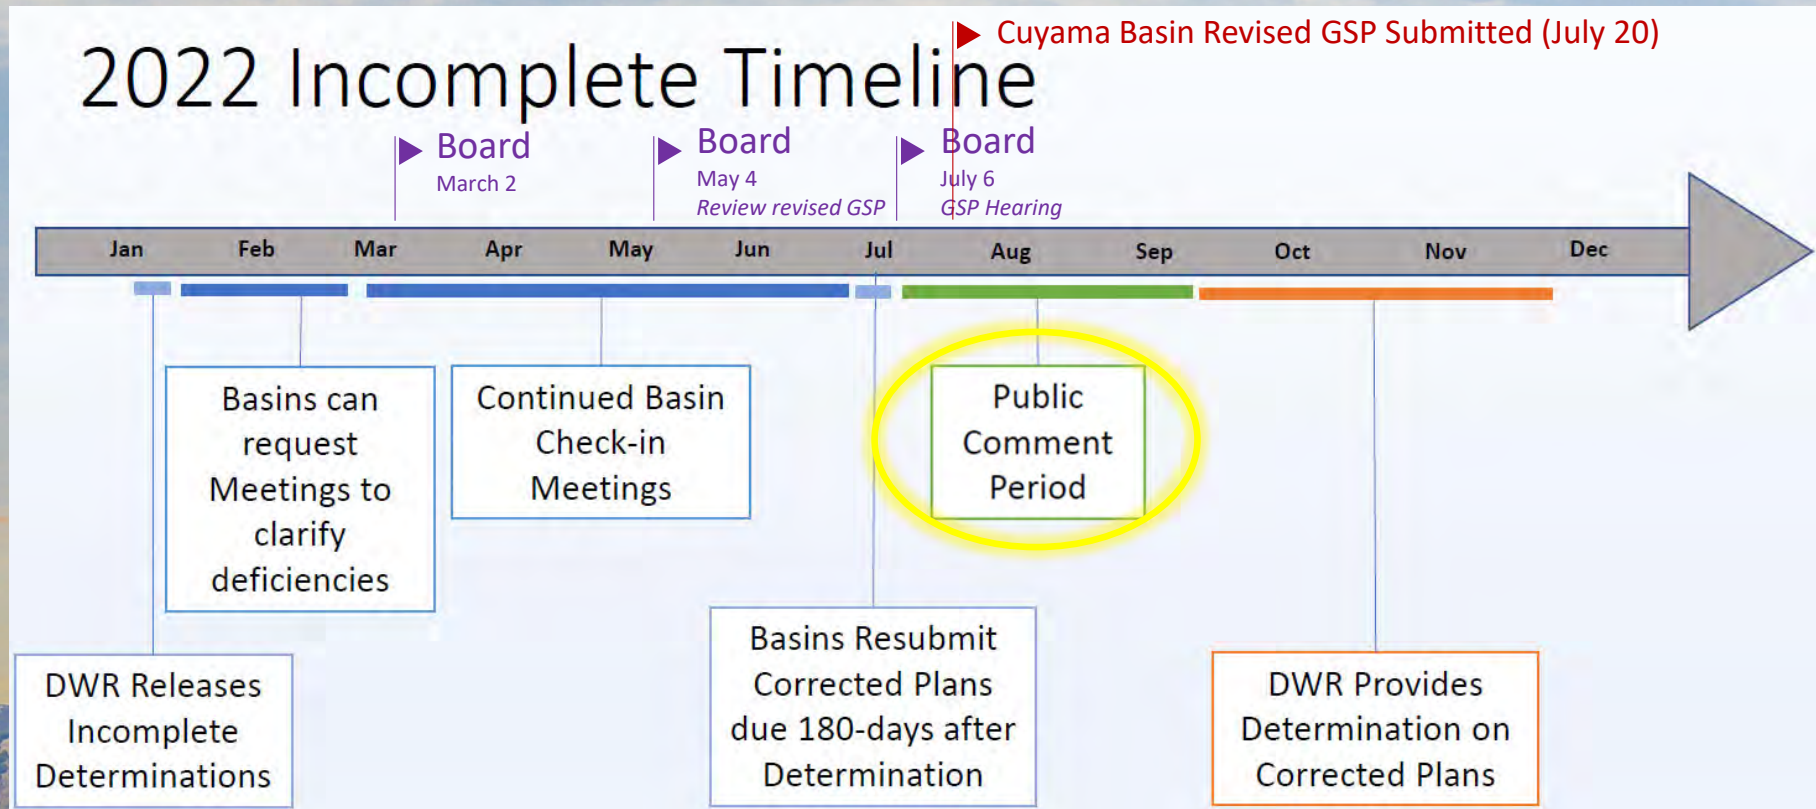 Cuyama Basin Revised GSP Submitted (July 20)
2022 Incomplete Timeline
Board
March 2
Board
May 4
Review revised GSP
Board
July 6
GSP Hearing
Jan Feb Mar Apr May Jun Jul Aug Sep Oct Nov Dec
Basins can
request
Meetings to
clarify
deficiencies
Continued Basin
Check-in
Meetings
Public
Comment
Period
DWR Releases
Incomplete
Determinations
Basins Resubmit
Corrected Plans
due 180-days after
Determination
DWR Provides
Determination on
Corrected Plans